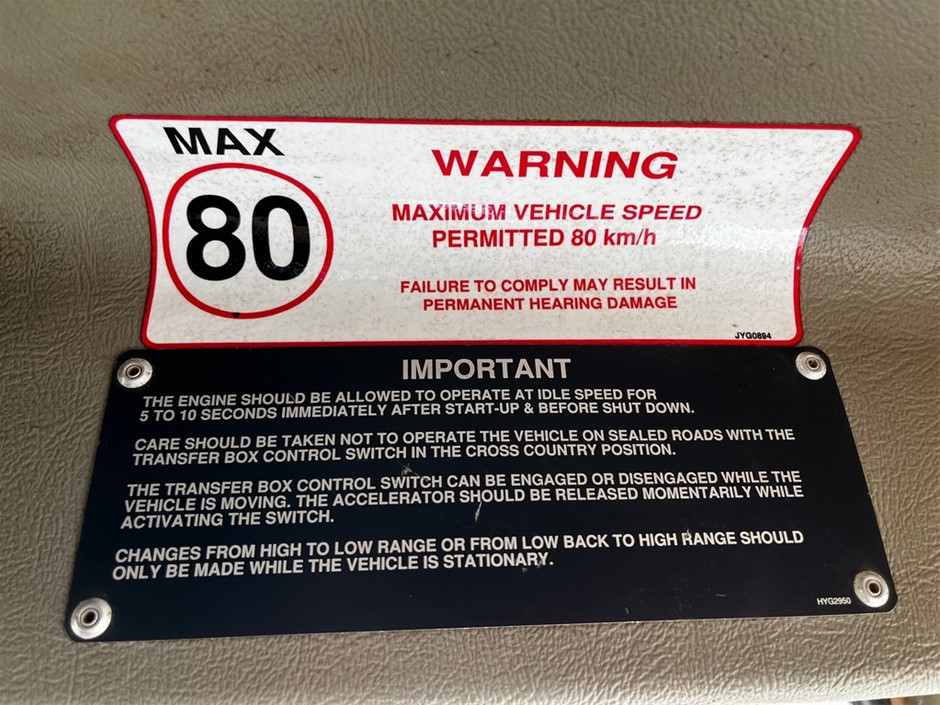 MAX
80
WARNING
MAXIMUM VEHICLE SPEED
PERMITTED 80 km/h
FAILURE TO COMPLY MAY RESULT IN
PERMANENT HEARING DAMAGE
JYG0894
IMPORTANT
THE ENGINE SHOULD BE ALLOWED TO OPERATE AT IDLE SPEED FOR
5 TO 10 SECONDS IMMEDIATELY AFTER START-UP & BEFORE SHUT DOWN.
CARE SHOULD BE TAKEN NOT TO OPERATE THE VEHICLE ON SEALED ROADS WITH THE
TRANSFER BOX CONTROL SWITCH IN THE CROSS COUNTRY POSITION.
THE TRANSFER BOX CONTROL SWITCH CAN BE ENGAGED OR DISENGAGED WHILE THE
VEHICLE IS MOVING. THE ACCELERATOR SHOULD BE RELEASED MOMENTARILY WHILE
ACTIVATING THE SWITCH.
CHANGES FROM HIGH TO LOW RANGE OR FROM LOW BACK TO HIGH RANGE SHOULD
ONLY BE MADE WHILE THE VEHICLE IS STATIONARY.
HYG2950